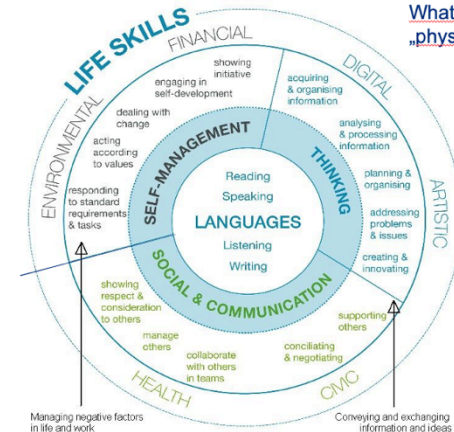 What
„phys
LIFE SKILLS
FINANCIAL
DIGITAL
ARTISTIC
CIVIC
HEALTH
ENVIRONMENTAL
showing
initiative
engaging in
self-development
dealing with
change
acting
according
to values
responding
to standard
requirements
& tasks
acquiring
& organising
information
analysing
& processing
information
planning &
organising
addressing
problems
& issues
creating &
innovating
SELF-MANAGEMENT
THINKING
SOCIAL & COMMUNICATION
Reading
Speaking
LANGUAGES
Listening
Writing
showing
respect &
consideration
to others
manage
others
collaborate
with others
in teams
conciliating
& negotiating
supporting
others
Managing negative factors
in life and work
Conveying and exchanging
information and ideas